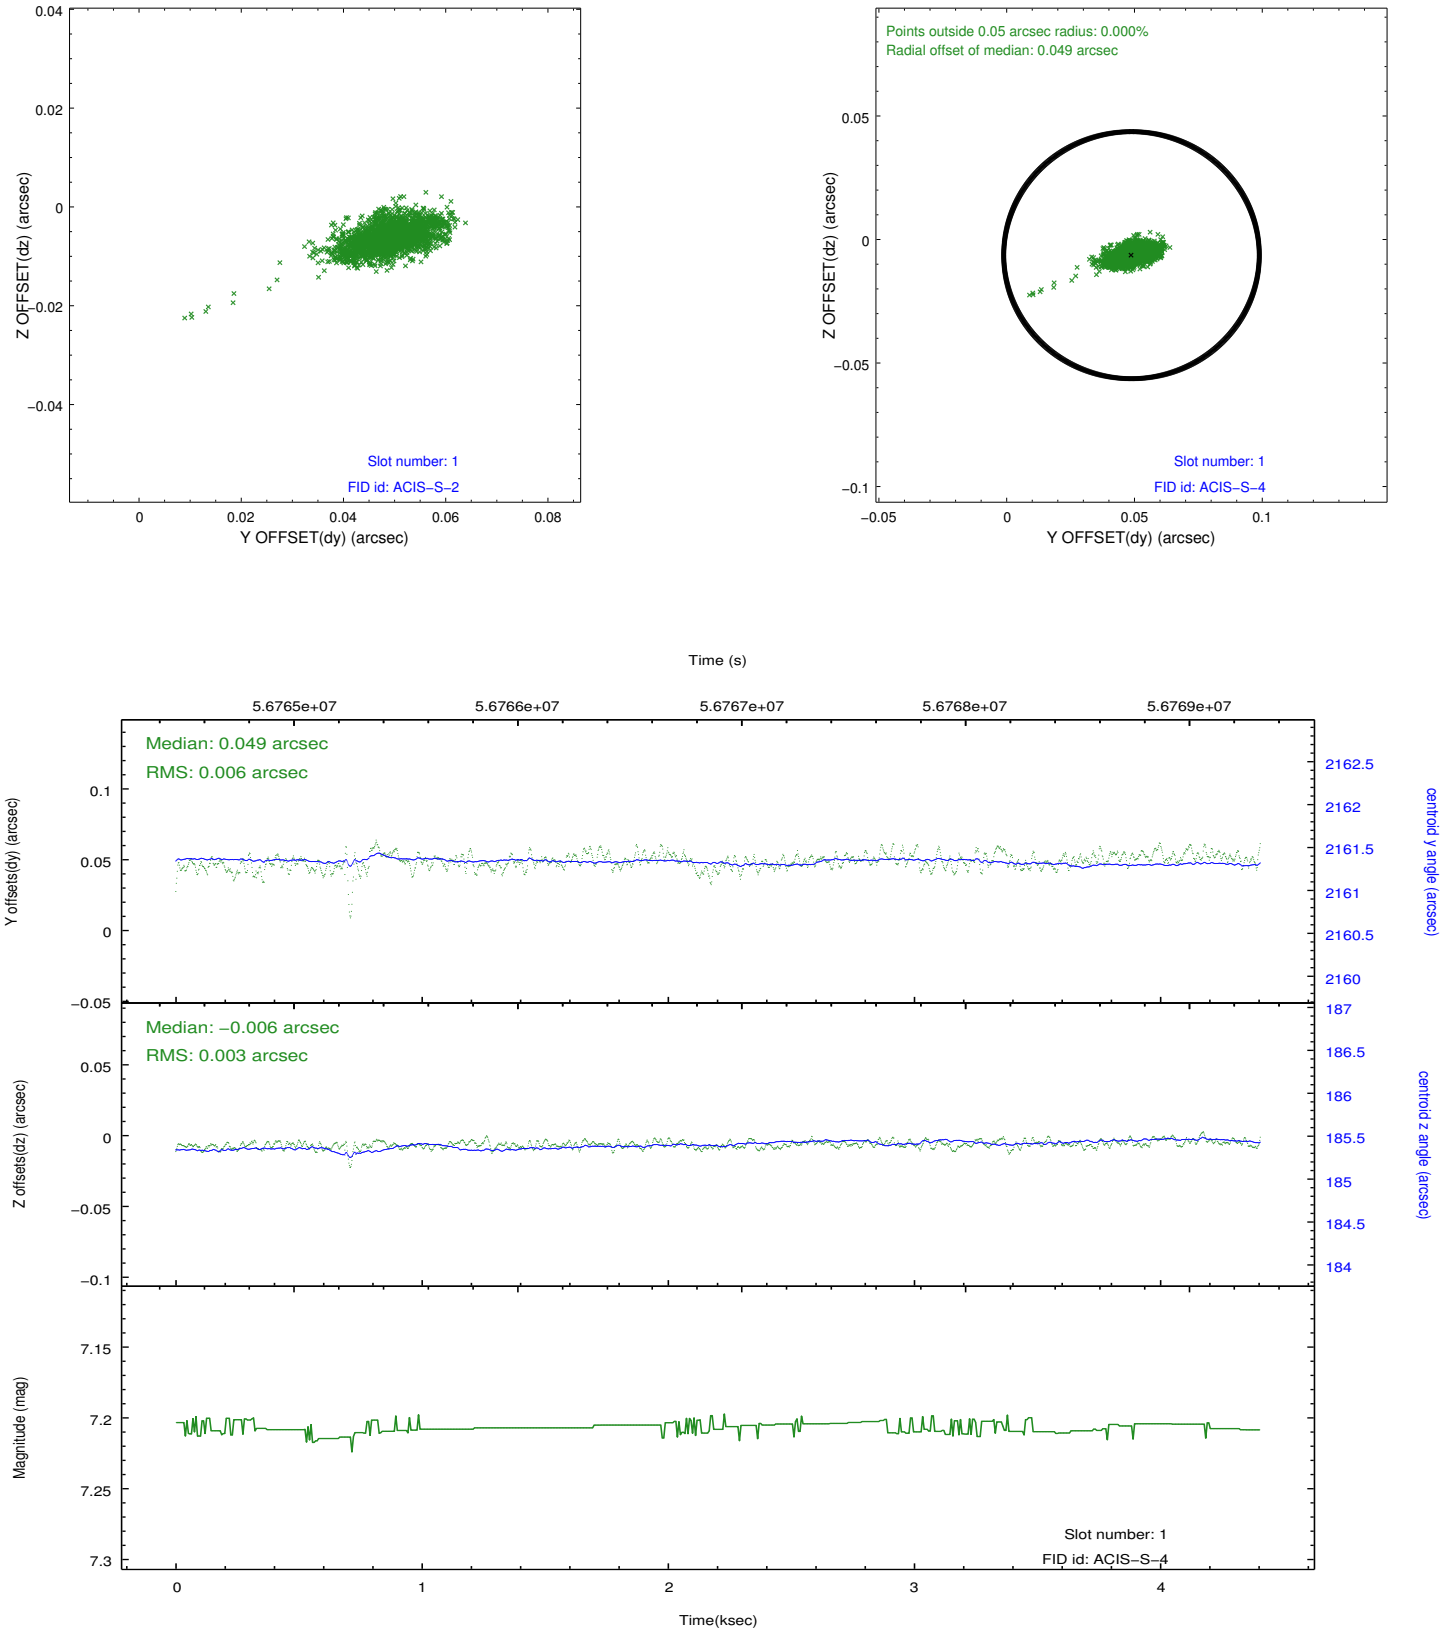 0.04
0.02
0
−0.02
−0.04
Z OFFSET(dz) (arcsec)
Slot number: 1
FID id: ACIS−S−2
0
0.02
0.04
0.06
0.08
Y OFFSET(dy) (arcsec)
Points outside 0.05 arcsec radius: 0.000%
Radial offset of median: 0.049 arcsec
0.05
0
−0.05
−0.1
Z OFFSET(dz) (arcsec)
Slot number: 1
FID id: ACIS−S−4
−0.05
0
0.05
0.1
Y OFFSET(dy) (arcsec)
Time (s)
5.6765e+07
5.6766e+07
5.6767e+07
5.6768e+07
5.6769e+07
Median: 0.049 arcsec
RMS: 0.006 arcsec
0.1
0.05
0
−0.05
Y offsets(dy) (arcsec)
2162.5
2162
2161.5
2161
2160.5
2160
centroid y angle (arcsec)
Median: −0.006 arcsec
RMS: 0.003 arcsec
0.05
0
−0.05
−0.1
Z offsets(dz) (arcsec)
187
186.5
186
185.5
185
184.5
184
centroid z angle (arcsec)
7.15
7.2
7.25
7.3
Magnitude (mag)
Slot number: 1
FID id: ACIS−S−4
0
1
2
3
4
Time(ksec)